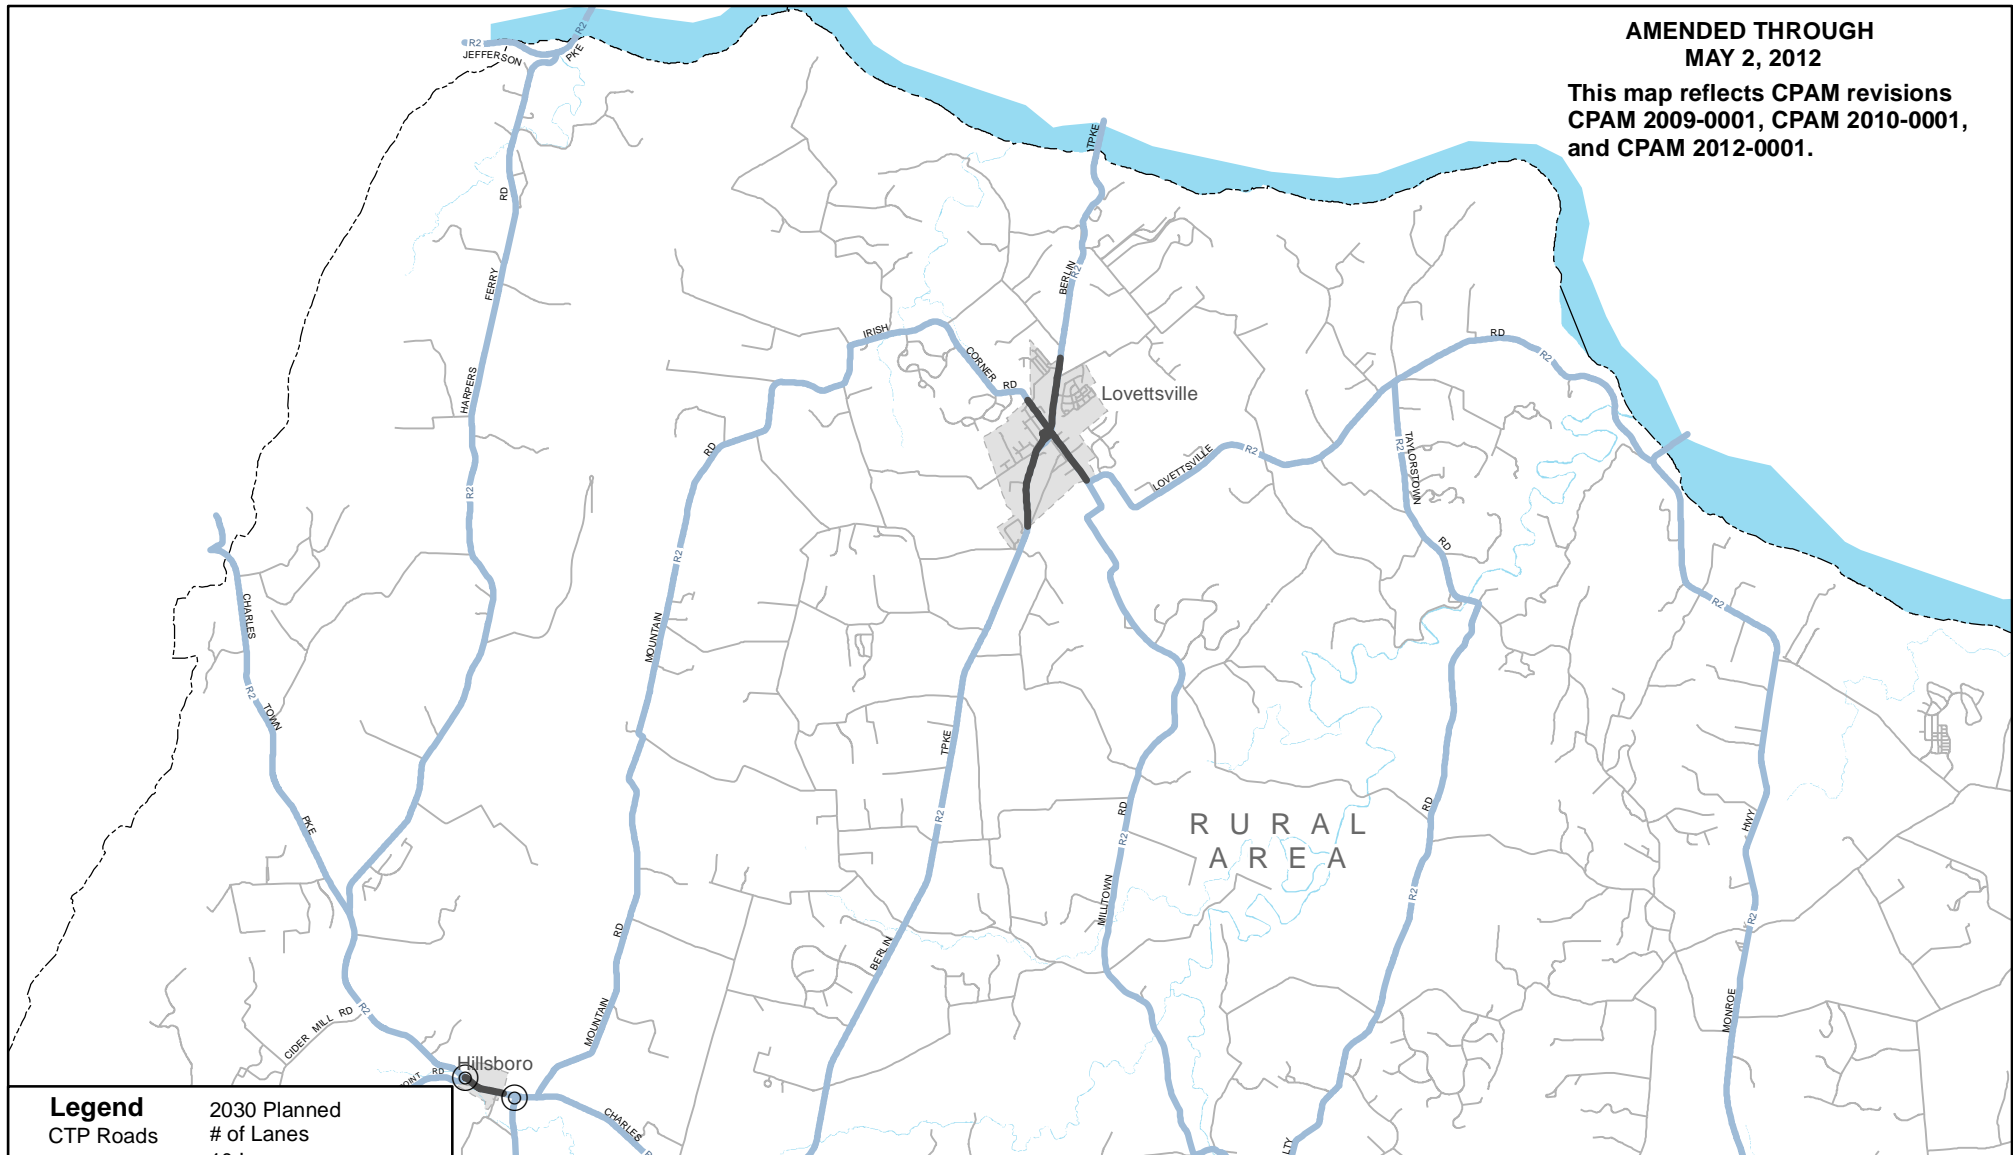 AMENDED THROUGH
MAY 2, 2012
This map reflects CPAM revisions
CPAM 2009-0001, CPAM 2010-0001,
and CPAM 2012-0001.
R2
R2
JEFFERSON
PKE
TPKE
RD
FERRY
BERLIN
R2
IRISH
RD
R2
CORNER
RD
HARPERS
Lovettsville
RD
R2
TAYLORSTOWN
LOVETTSVILLE
R2
R2
RD
R2
CHARLES
R2
MOUNTAIN
R2
TOWN
TPKE
PKE
R2
RD
R2
RD
HWY
RURAL
AREA
MILLTOWN
R2
R2
RD
BERLIN
MOUNTAIN
MONROE
CIDER MILL RD
R2
Hillsboro
RD
CHARLES
Legend
CTP Roads
2030 Planned
# of Lanes